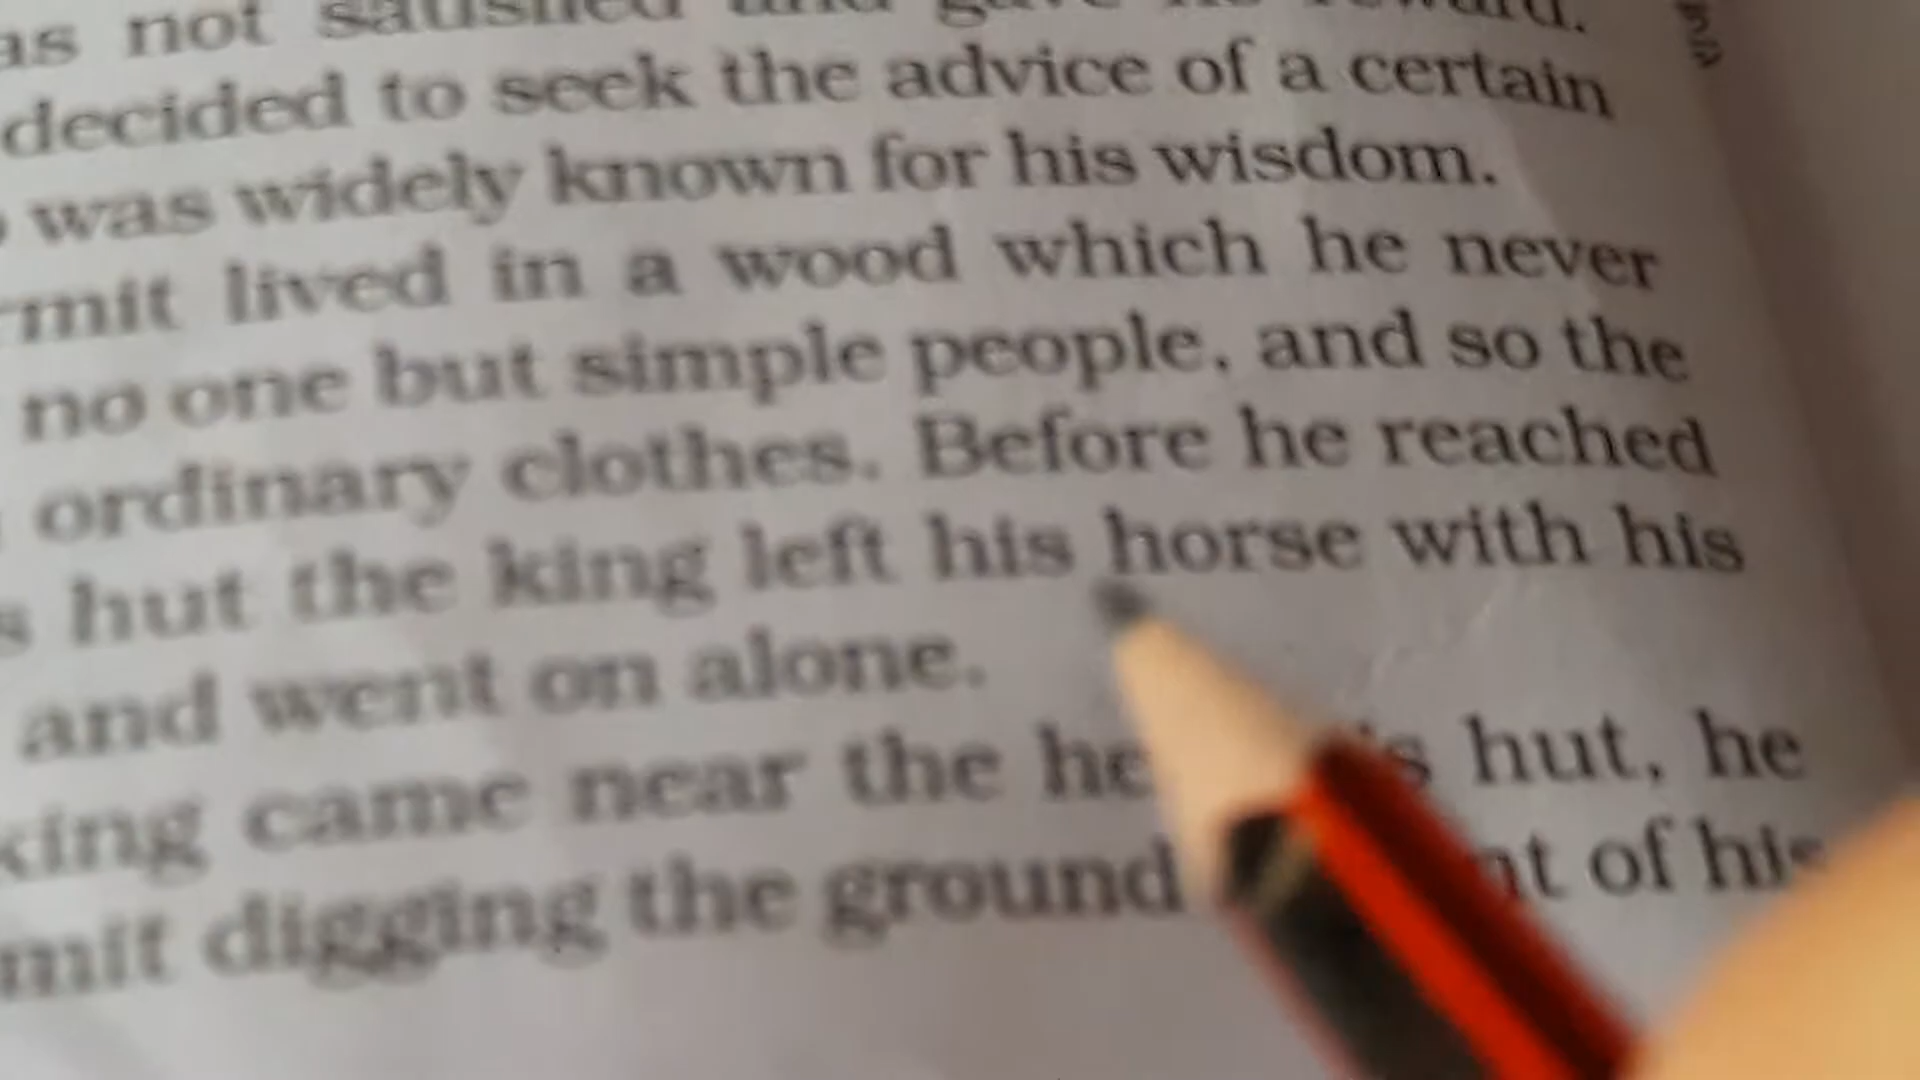 as not satisfied and gave no reward.
decided to seek the advice of a certain
was widely known for his wisdom.
mit lived in a wood which he never
no one but simple people, and so the
ordinary clothes. Before he reached
s hut the king left his horse with his
and went on alone.
king came near the he 's hut, he
mit digging the ground of his